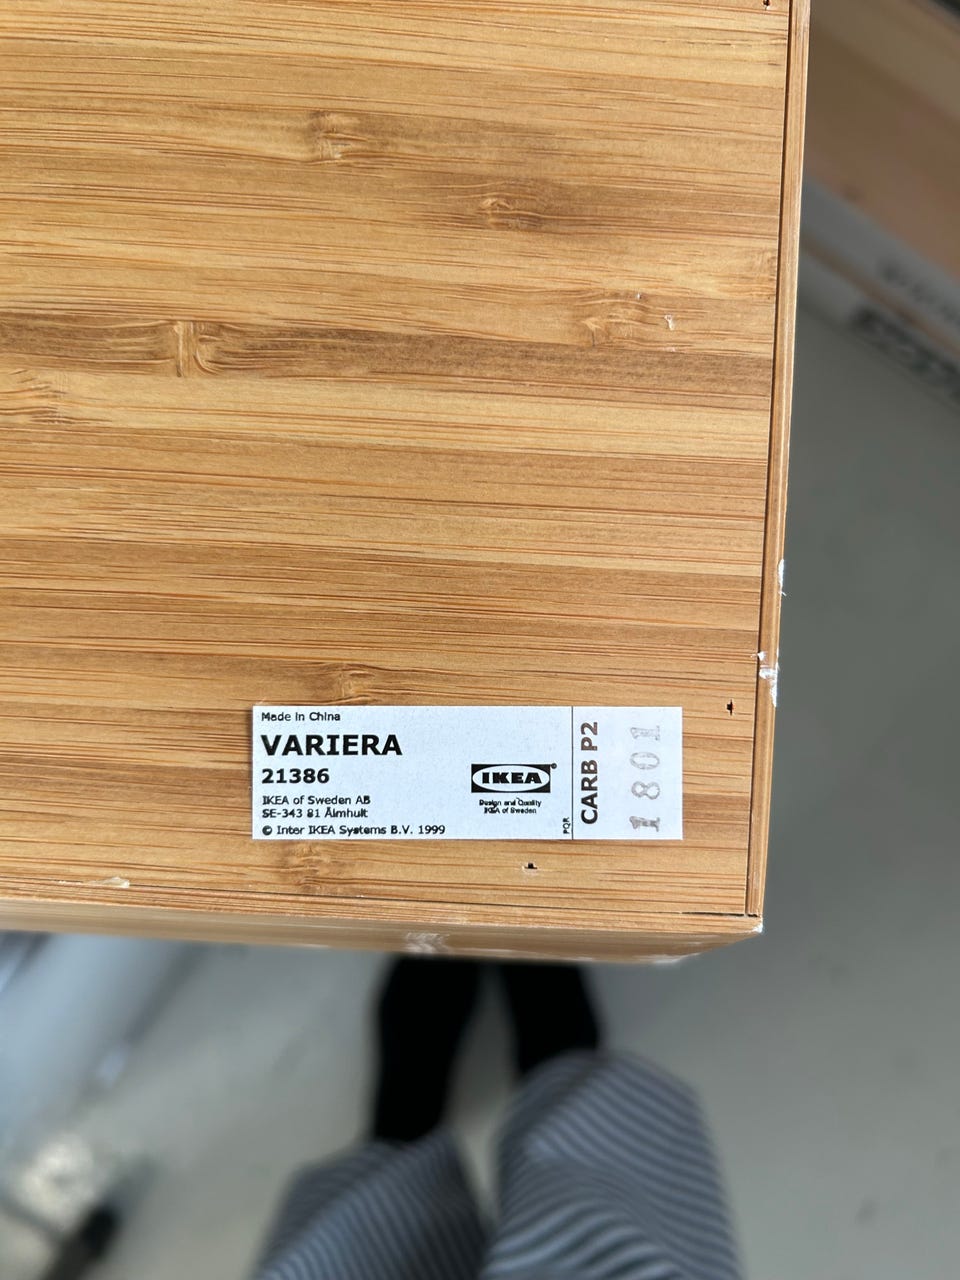 Made in China
VARIERA
21386
IKEA of Sweden AB
SE-343 81 Älmhult
© Inter IKEA Systems B.V. 1999
IKEA®
Design and Quality
IKEA of Sweden
PQR
CARB P2
1801